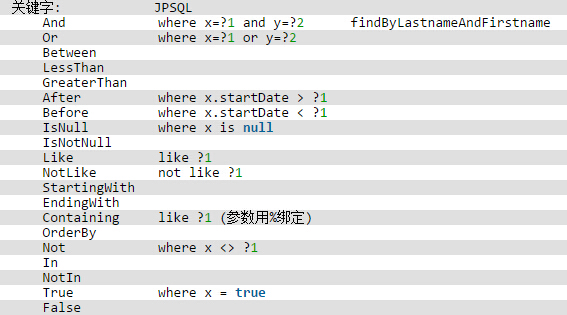 关键字: JPSQL
And where x=?1 and y=?2 findByLastnameAndFirstname
Or where x=?1 or y=?2
Between
LessThan
GreaterThan
After where x.startDate > ?1
Before where x.startDate < ?1
IsNull where x is null
IsNotNull
Like like ?1
NotLike not like ?1
StartingWith
EndingWith
Containing like ?1 (参数用%绑定)
OrderBy
Not where x <> ?1
In
NotIn
True where x = true
False